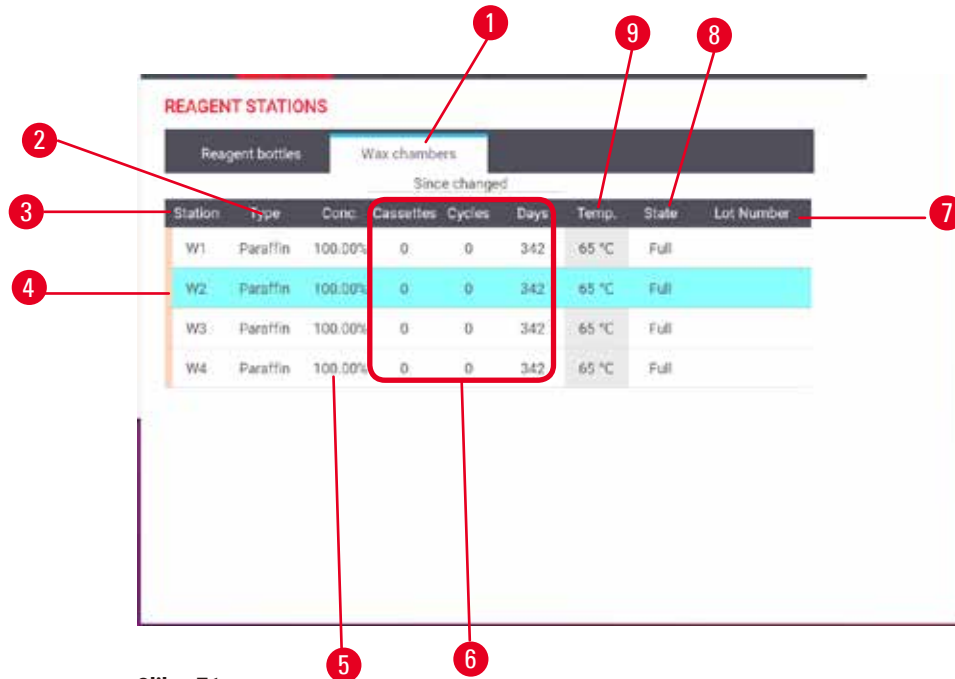 1
9
8
REAGENT STATIONS
2
Reagent bottles Wax chambers
Since changed
3
Station Type Conc Cassettes Cycles Days Temp. State Lot Number
7
W1 Paraffin 100.00% 0 0 342 65 °C Full
4
W2 Paraffin 100.00% 0 0 342 65 °C Full
W3 Paraffin 100.00% 0 0 342 65 °C Full
W4 Paraffin 100.00% 0 0 342 65 °C Full
5
6